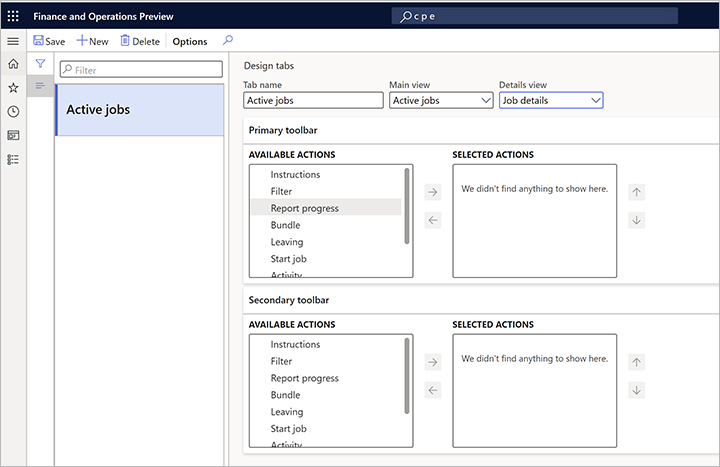 Finance and Operations Preview
c p e
Save
New
Delete
Options
Filter
Active jobs
Design tabs
Tab name
Main view
Details view
Active jobs
Active jobs
Job details
Primary toolbar
AVAILABLE ACTIONS
SELECTED ACTIONS
Instructions
Filter
Report progress
Bundle
Leaving
Start job
Activity
We didn't find anything to show here.
Secondary toolbar
AVAILABLE ACTIONS
SELECTED ACTIONS
Instructions
Filter
Report progress
Bundle
Leaving
Start job
Activity
We didn't find anything to show here.